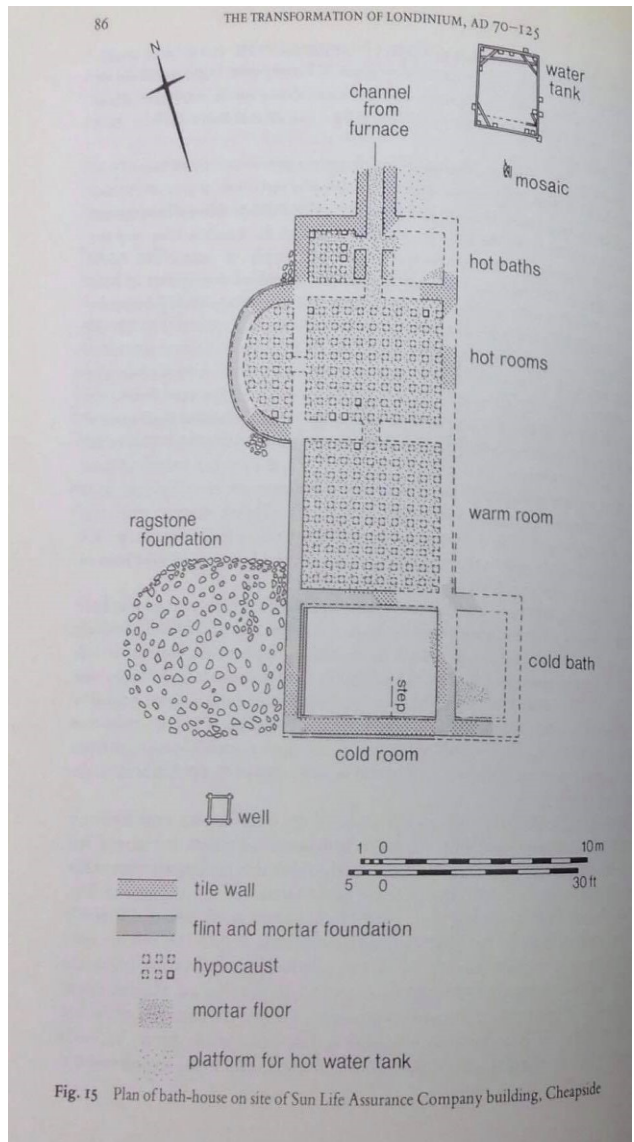 86
THE TRANSFORMATION OF LONDINIUM, AD 70–125
N
water
tank
channel
from
furnace
mosaic
hot baths
hot rooms
warm room
ragstone
foundation
cold bath
step
cold room
well
1 0 10m
5 0 30 ft
tile wall
flint and mortar foundation
hypocaust
mortar floor
platform for hot water tank
Fig. 15 Plan of bath-house on site of Sun Life Assurance Company building, Cheapside